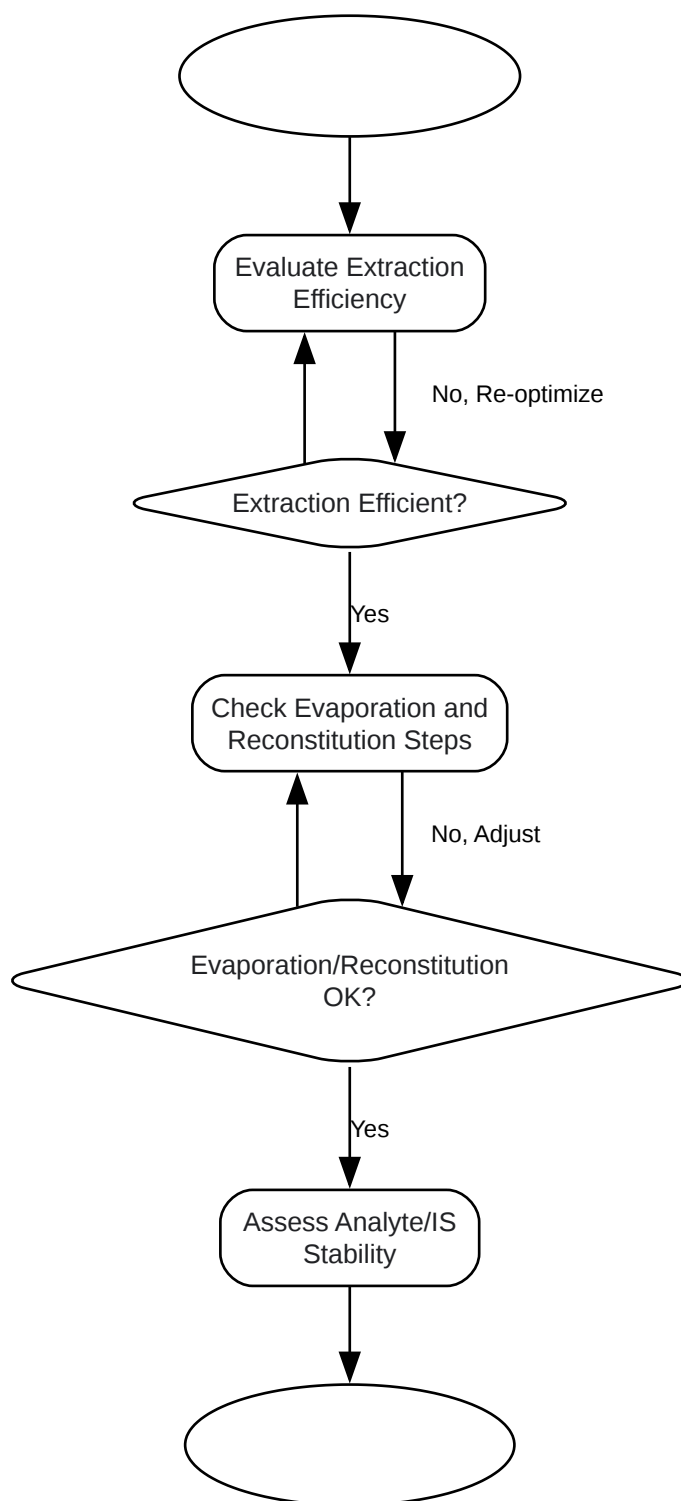 Evaluate Extraction
Efficiency
No, Re-optimize
Extraction Efficient?
Yes
Check Evaporation and
Reconstitution Steps
No, Adjust
Evaporation/Reconstitution
OK?
Yes
Assess Analyte/IS
Stability